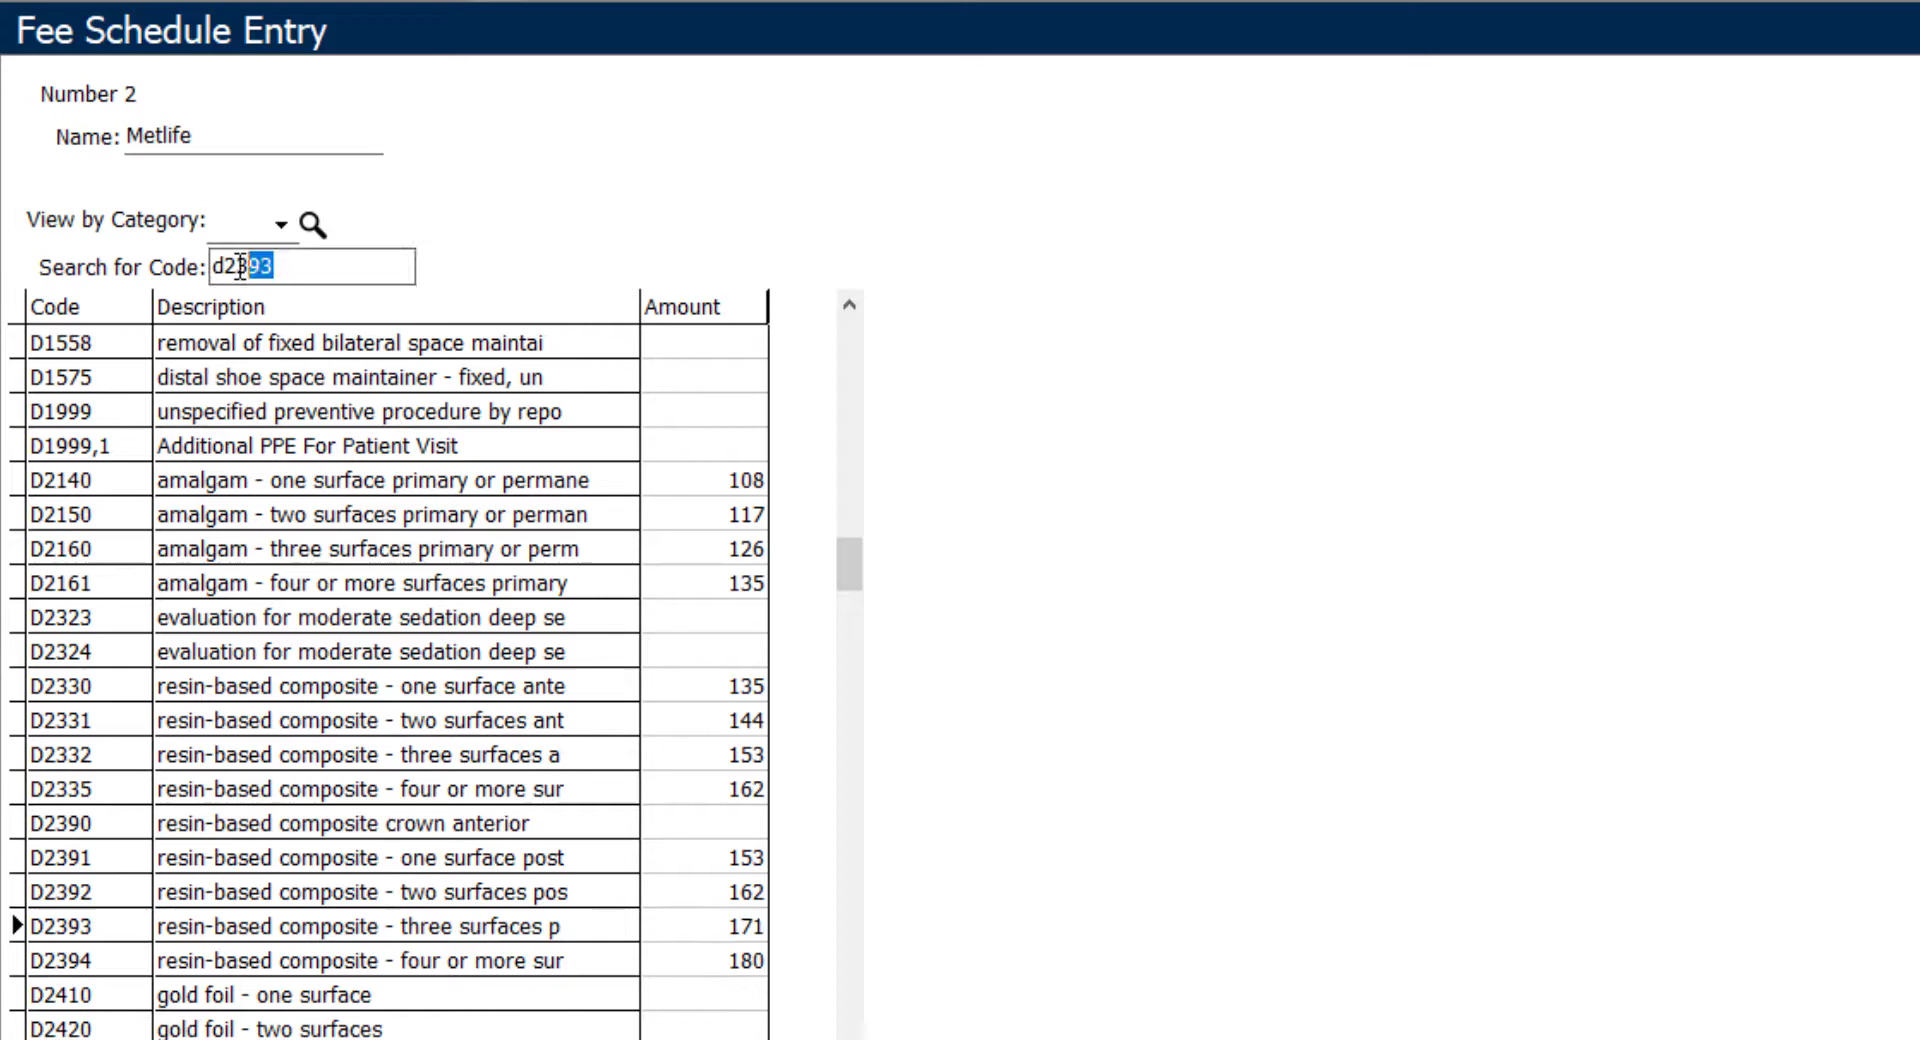 Fee Schedule Entry
Number 2
Name: Metlife
View by Category:
Search for Code: d2393
Code Description Amount
D1558 removal of fixed bilateral space maintai
D1575 distal shoe space maintainer - fixed, un
D1999 unspecified preventive procedure by repo
D1999,1 Additional PPE For Patient Visit
D2140 amalgam - one surface primary or permane 108
D2150 amalgam - two surfaces primary or perman 117
D2160 amalgam - three surfaces primary or perm 126
D2161 amalgam - four or more surfaces primary 135
D2323 evaluation for moderate sedation deep se
D2324 evaluation for moderate sedation deep se
D2330 resin-based composite - one surface ante 135
D2331 resin-based composite - two surfaces ant 144
D2332 resin-based composite - three surfaces a 153
D2335 resin-based composite - four or more sur 162
D2390 resin-based composite crown anterior
D2391 resin-based composite - one surface post 153
D2392 resin-based composite - two surfaces pos 162
D2393 resin-based composite - three surfaces p 171
D2394 resin-based composite - four or more sur 180
D2410 gold foil - one surface
D2420 gold foil - two surfaces